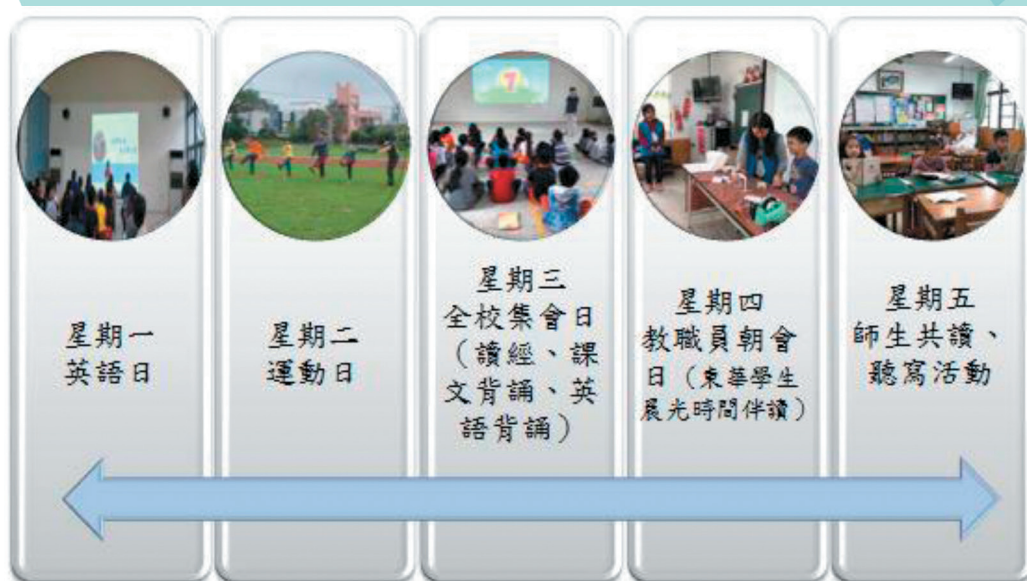 星期一
英語日
星期二
運動日
星期三
全校集會日
（讀經、課
文背誦、英
語背誦）
星期四
教職員朝會
日（東華學生
晨光時間伴讀）
星期五
師生共讀、
聽寫活動
7